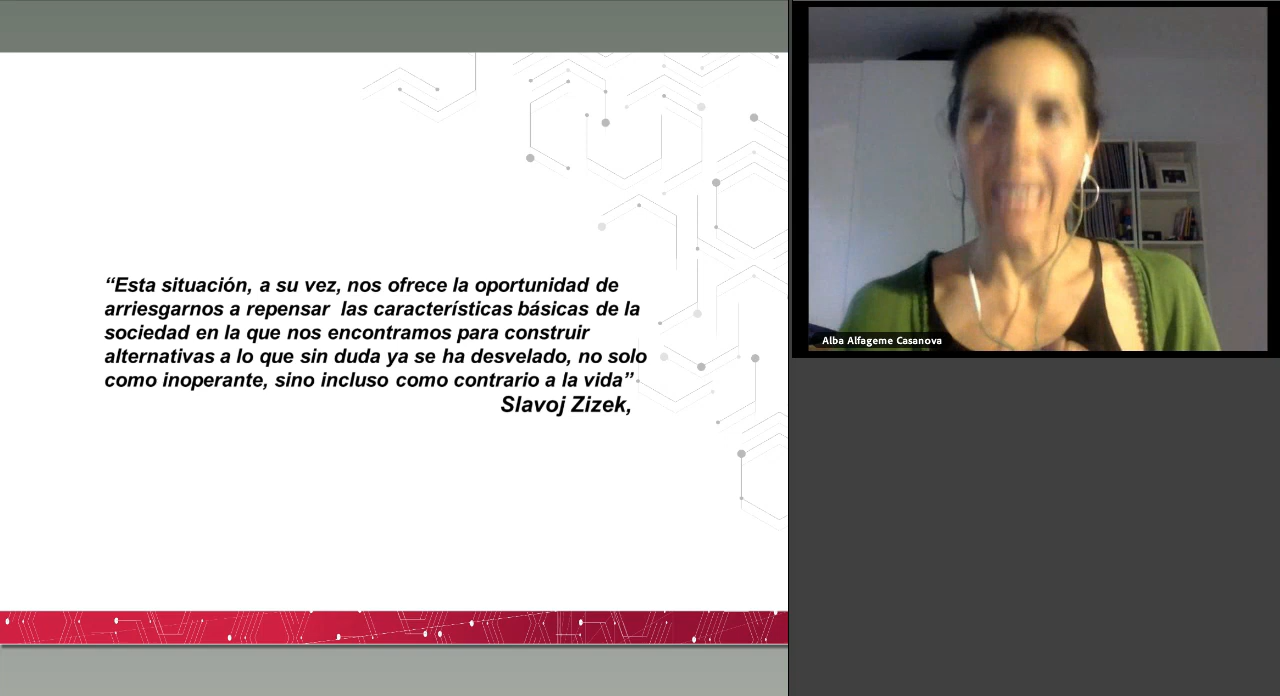 “Esta situación, a su vez, nos ofrece la oportunidad de
arriesgarnos a repensar  las características básicas de la
sociedad en la que nos encontramos para construir
alternativas a lo que sin duda ya se ha desvelado, no solo
como inoperante, sino incluso como contrario a la vida”
Slavoj Zizek,
Alba Alfageme Casanova